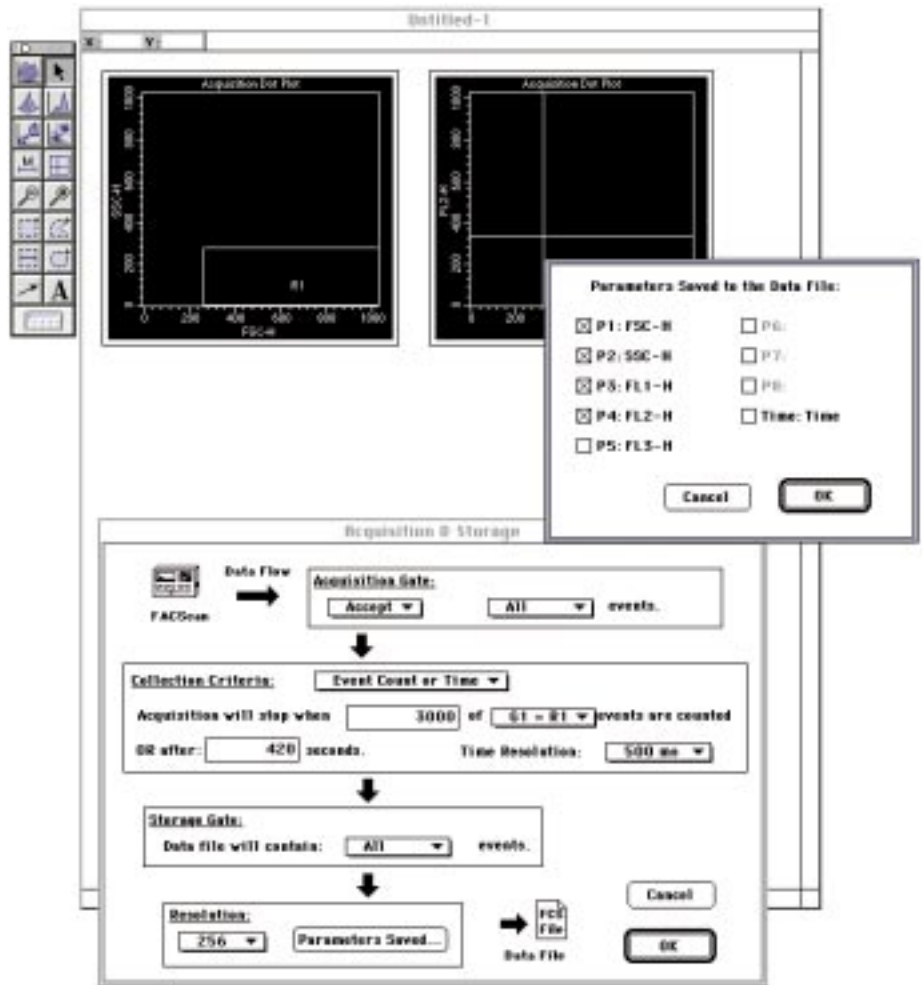 Untitled-1
X: Y:
Acquisition Dot Plot
SSC-H
0 200 400 600 800 1000
R1
0 200 400 600 800 1000
FSC-H
Acquisition Dot Plot
FL2-H
0 200 400 600 800 1000
0 200
M
A
Parameters Saved to the Data File:
P1: FSC-H
P2: SSC-H
P3: FL1-H
P4: FL2-H
P5: FL3-H
P6:
P7:
P8:
Time: Time
Cancel
OK
Acquisition & Storage
FACScan
Data Flow
Acquisition Gate:
Accept All events.
Collection Criteria: Event Count or Time
Acquisition will stop when 3000 of G1 = R1 events are counted
OR after: 420 seconds. Time Resolution: 500 ms
Storage Gate:
Data file will contain: All events.
Resolution:
256 Parameters Saved...
FCS
File
Data File
Cancel
OK